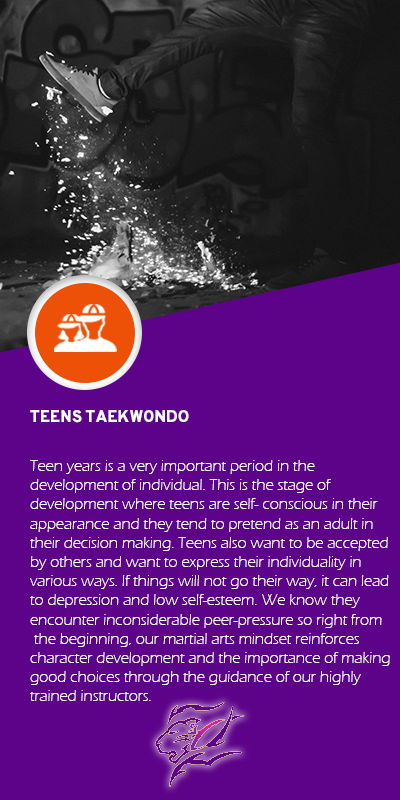 TEENS TAEKWONDO
Teen years is a very important period in the
development of individual. This is the stage of
development where teens are self- conscious in their
appearance and they tend to pretend as an adult in
their decision making. Teens also want to be accepted
by others and want to express their individuality in
various ways. If things will not go their way, it can lead
to depression and low self-esteem. We know they
encounter inconsiderable peer-pressure so right from
the beginning, our martial arts mindset reinforces
character development and the importance of making
good choices through the guidance of our highly
trained instructors.